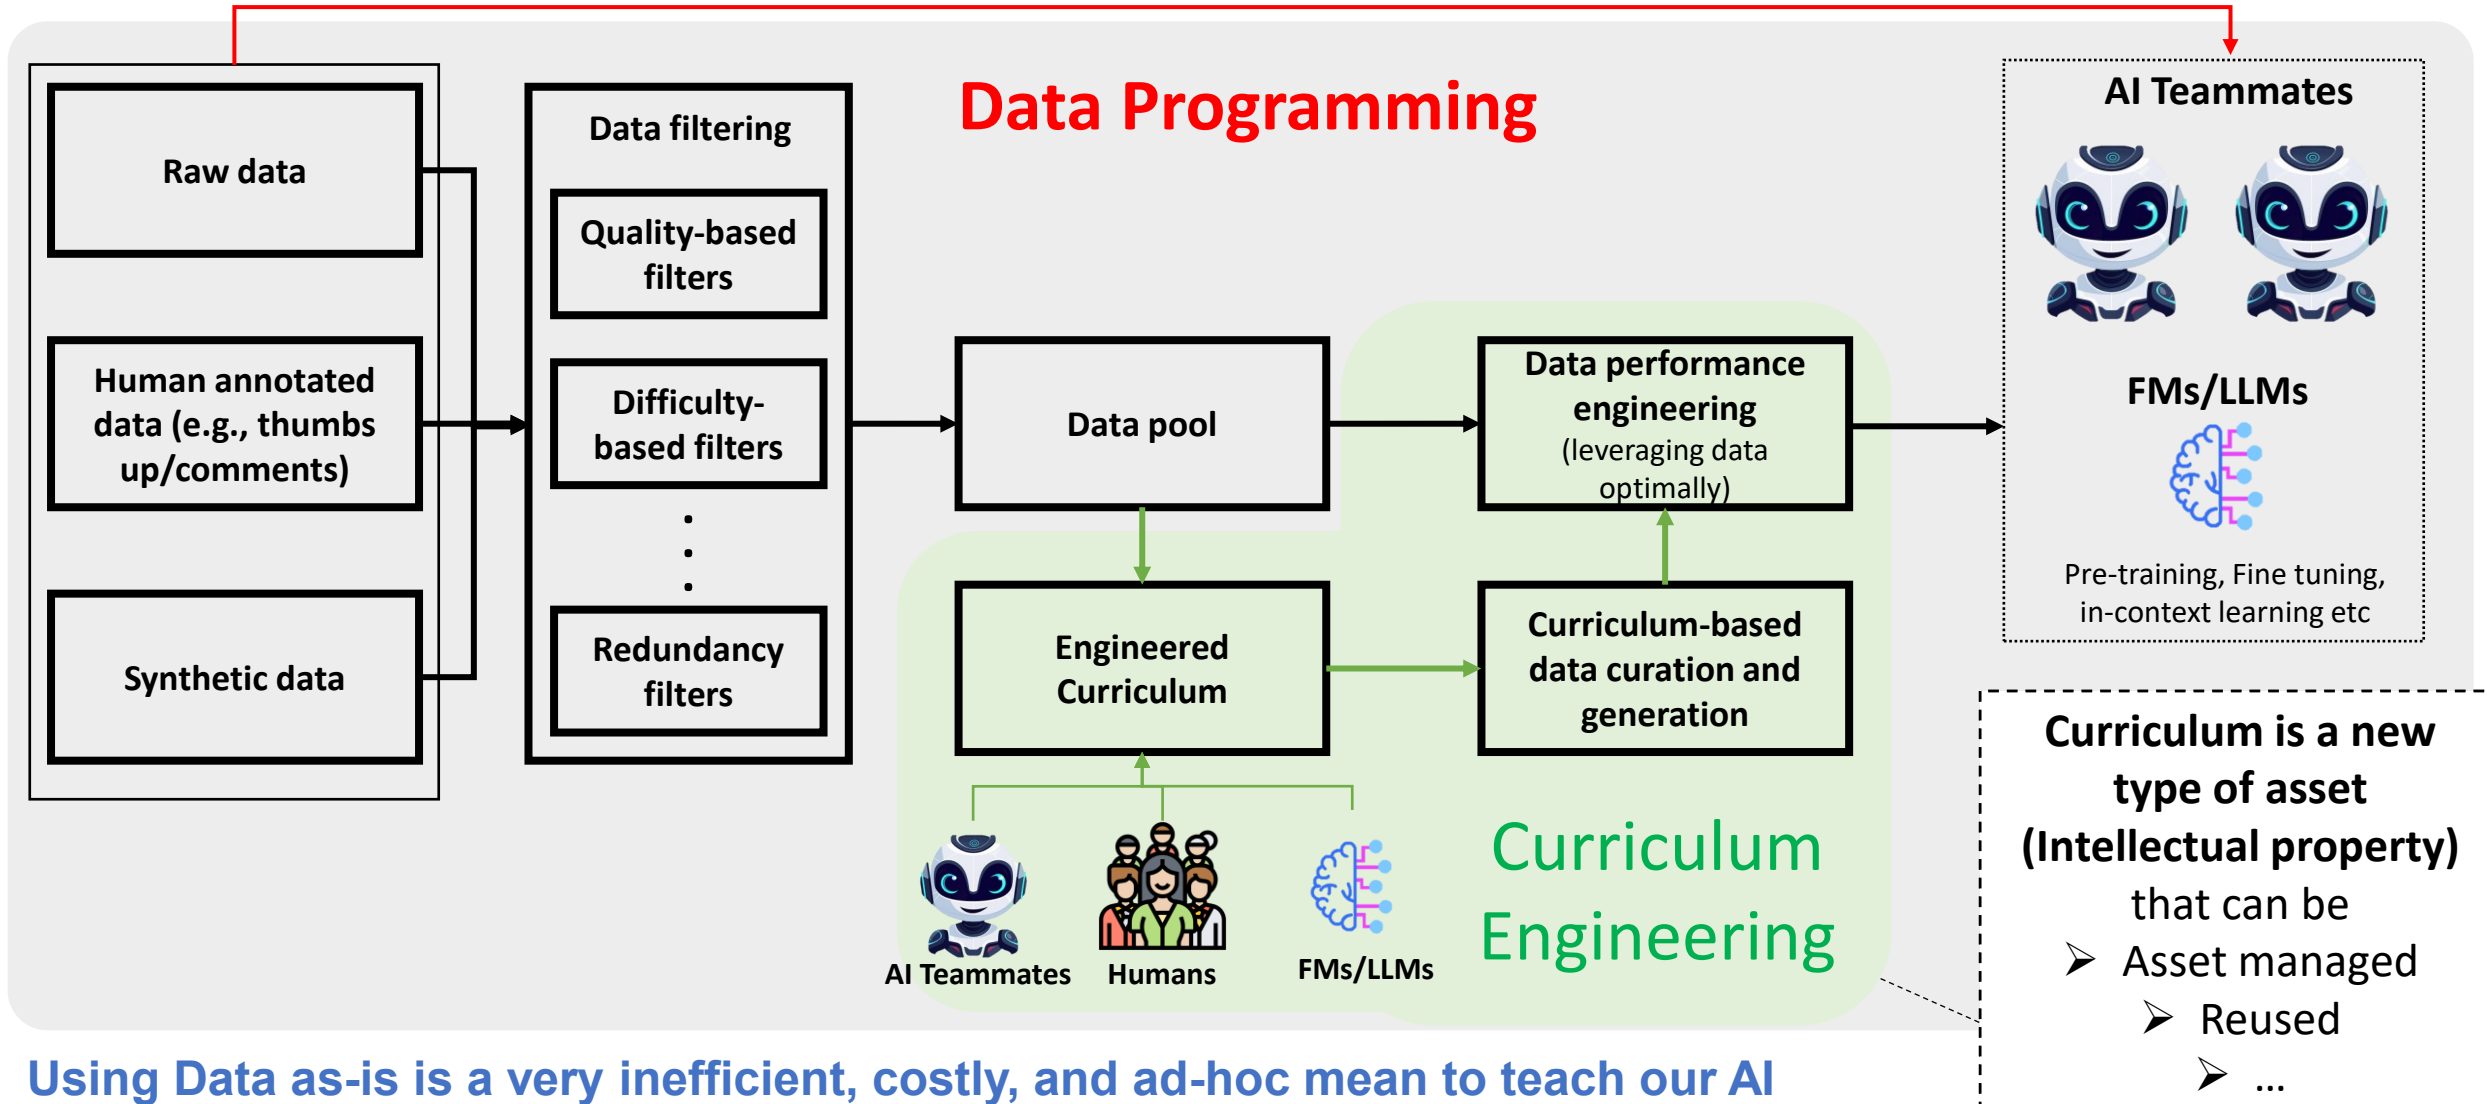 Data Programming
Raw data
Human annotated
data (e.g., thumbs
up/comments)
Synthetic data
Data filtering
Quality-based
filters
Difficulty-
based filters
.
.
.
Redundancy
filters
Data pool
Data performance
engineering
(leveraging data
optimally)
Engineered
Curriculum
Curriculum-based
data curation and
generation
AI Teammates
Humans
FMs/LLMs
Curriculum
Engineering
AI Teammates
FMs/LLMs
Pre-training, Fine tuning,
in-context learning etc
Curriculum is a new
type of asset
(Intellectual property)
that can be
➢ Asset managed
➢ Reused
➢ ...
Using Data as-is is a very inefficient, costly, and ad-hoc mean to teach our AI